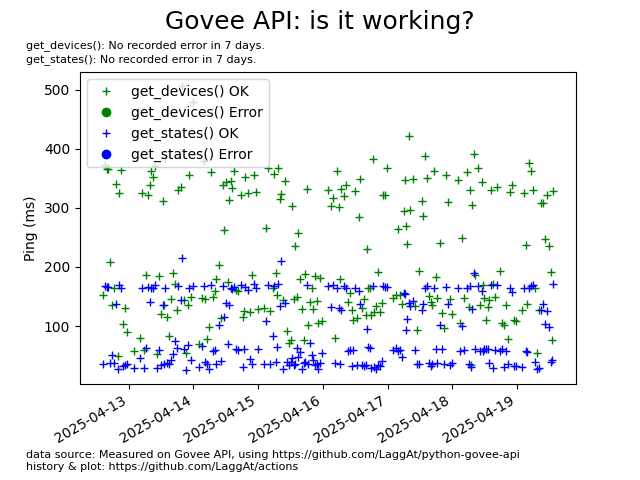 Govee API: is it working?
get_devices(): No recorded error in 7 days.
get_states(): No recorded error in 7 days.
get_devices() OK
get_devices() Error
get_states() OK
get_states() Error
500
400
300
200
100
Ping (ms)
2025-04-13
2025-04-14
2025-04-15
2025-04-16
2025-04-17
2025-04-18
2025-04-19
data source: Measured on Govee API, using https://github.com/LaggAt/python-govee-api
history & plot: https://github.com/LaggAt/actions